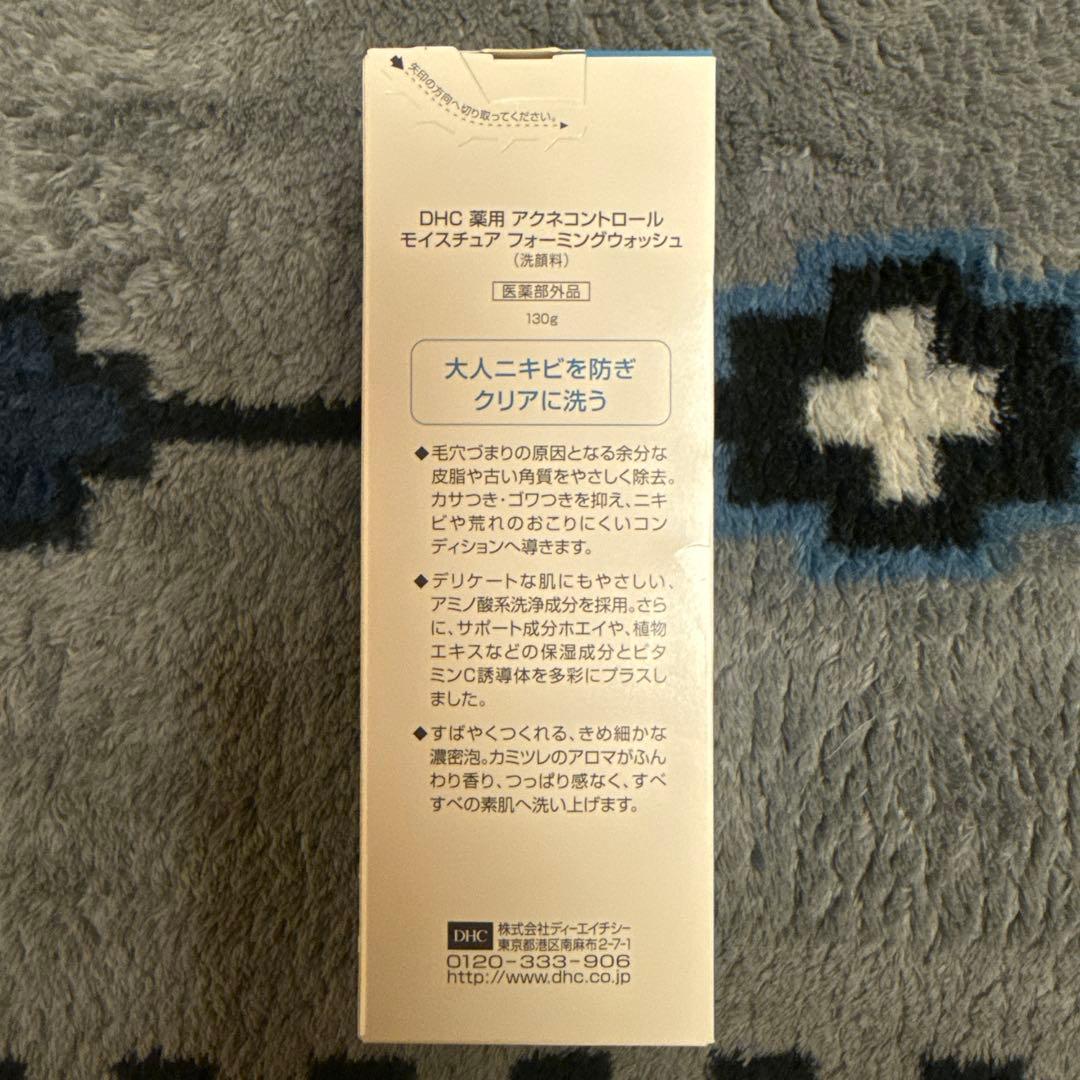 矢印の方向へ切り取ってください。
DHC 薬用 アクネコントロール
モイスチュア フォーミングウォッシュ
(洗顔料)
医薬部外品
130g
大人ニキビを防ぎ
クリアに洗う
◆毛穴づまりの原因となる余分な
皮脂や古い角質をやさしく除去。
カサつき・ゴワつきを抑え、ニキ
ビや荒れのおこりにくいコン
ディションへ導きます。
◆デリケートな肌にもやさしい、
アミノ酸系洗浄成分を採用。さら
に、サポート成分ホエイや、植物
エキスなどの保湿成分とビタ
ミンC誘導体を多彩にプラスし
ました。
◆すばやくつくれる、きめ細かな
濃密泡。カミツレのアロマがふん
わり香り、つっぱり感なく、すべ
すべの素肌へ洗い上げます。
DHC 株式会社ディーエイチシー
東京都港区南麻布2-7-1
0120-333-906
http://www.dhc.co.jp